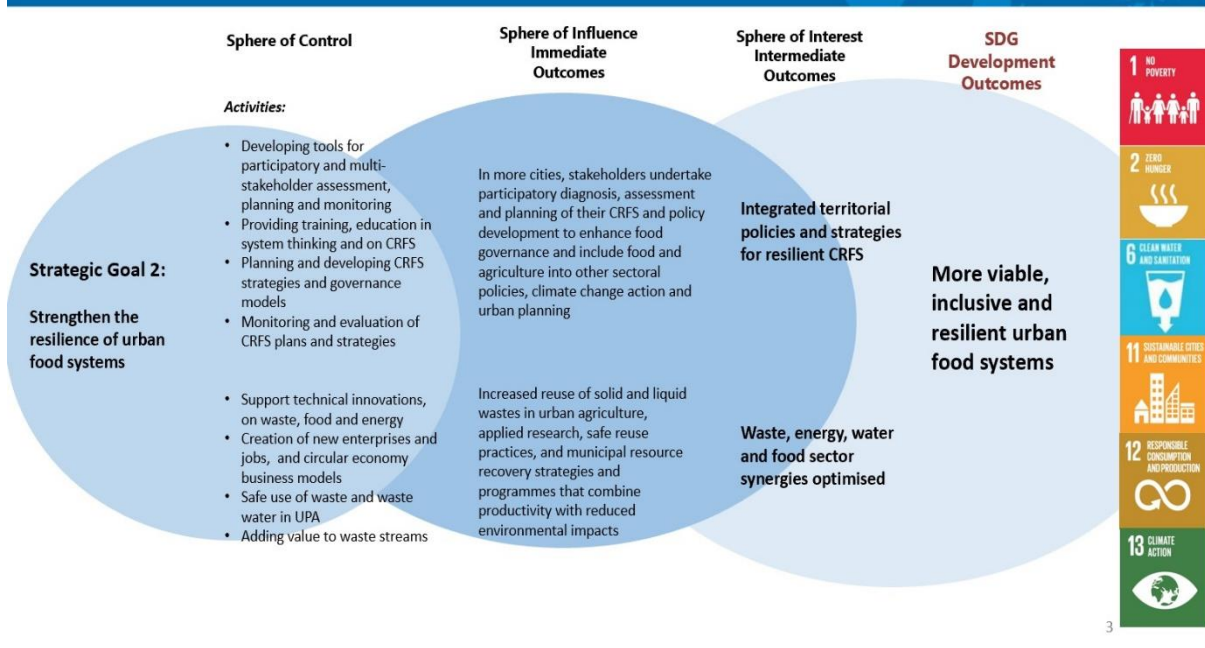 Sphere of Control
Sphere of Influence
Immediate
Outcomes
Sphere of Interest
Intermediate
Outcomes
SDG
Development
Outcomes
Strategic Goal 2:
Strengthen the
resilience of urban
food systems
Activities:
• Developing tools for
participatory and multi-
stakeholder assessment,
planning and monitoring
• Providing training, education in
system thinking and on CRFS
• Planning and developing CRFS
strategies and governance
models
• Monitoring and evaluation of
CRFS plans and strategies
• Support technical innovations,
on waste, food and energy
• Creation of new enterprises and
jobs, and circular economy
business models
• Safe use of waste and waste
water in UPA
• Adding value to waste streams
In more cities, stakeholders undertake
participatory diagnosis, assessment
and planning of their CRFS and policy
development to enhance food
governance and include food and
agriculture into other sectoral
policies, climate change action and
urban planning
Increased reuse of solid and liquid
wastes in urban agriculture,
applied research, safe reuse
practices, and municipal resource
recovery strategies and
programmes that combine
productivity with reduced
environmental impacts
Integrated territorial
policies and strategies
for resilient CRFS
Waste, energy, water
and food sector
synergies optimised
More viable,
inclusive and
resilient urban
food systems
1 NO
POVERTY
2 ZERO
HUNGER
6 CLEAN WATER
AND SANITATION
11 SUSTAINABLE CITIES
AND COMMUNITIES
12 RESPONSIBLE
CONSUMPTION
AND PRODUCTION
13 CLIMATE
ACTION
3